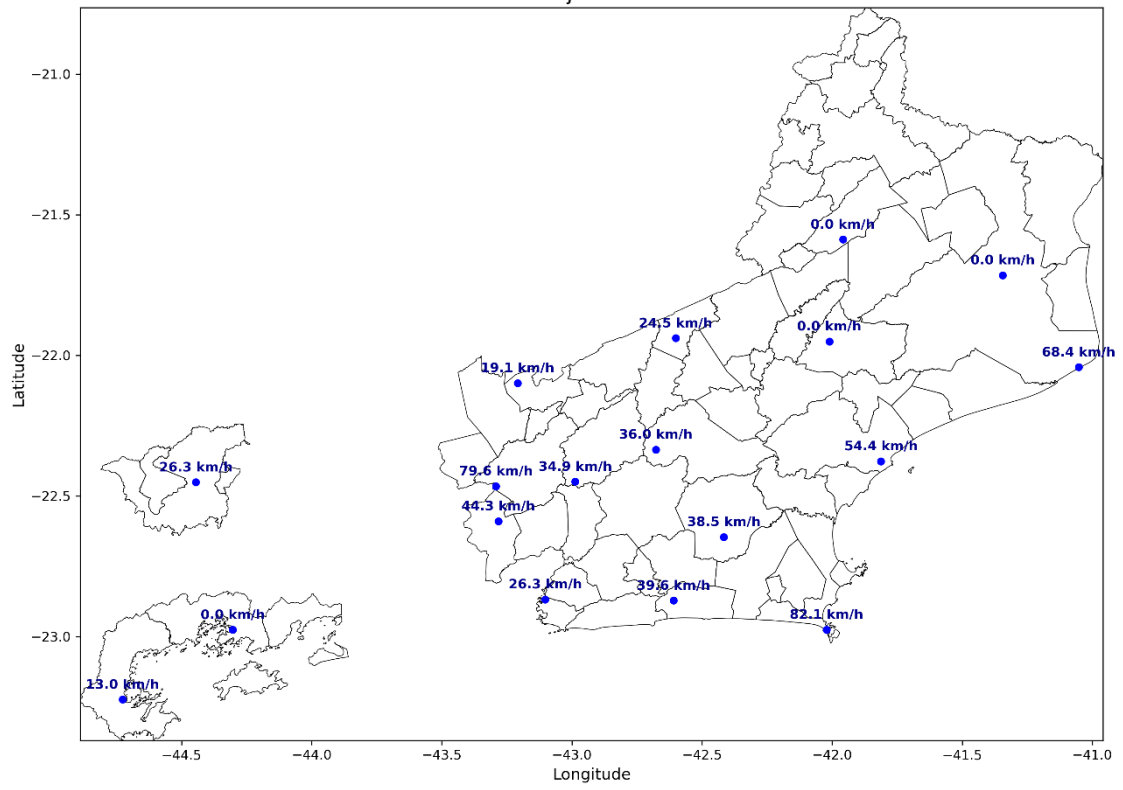 −21.0
−21.5
0.0 km/h
0.0 km/h
24.5 km/h
0.0 km/h
−22.0
68.4 km/h
19.1 km/h
36.0 km/h
54.4 km/h
26.3 km/h
79.6 km/h
34.9 km/h
−22.5
44.3 km/h
38.5 km/h
26.3 km/h
39.6 km/h
0.0 km/h
82.1 km/h
−23.0
13.0 km/h
Latitude
−44.5
−44.0
−43.5
−43.0
−42.5
−42.0
−41.5
−41.0
Longitude